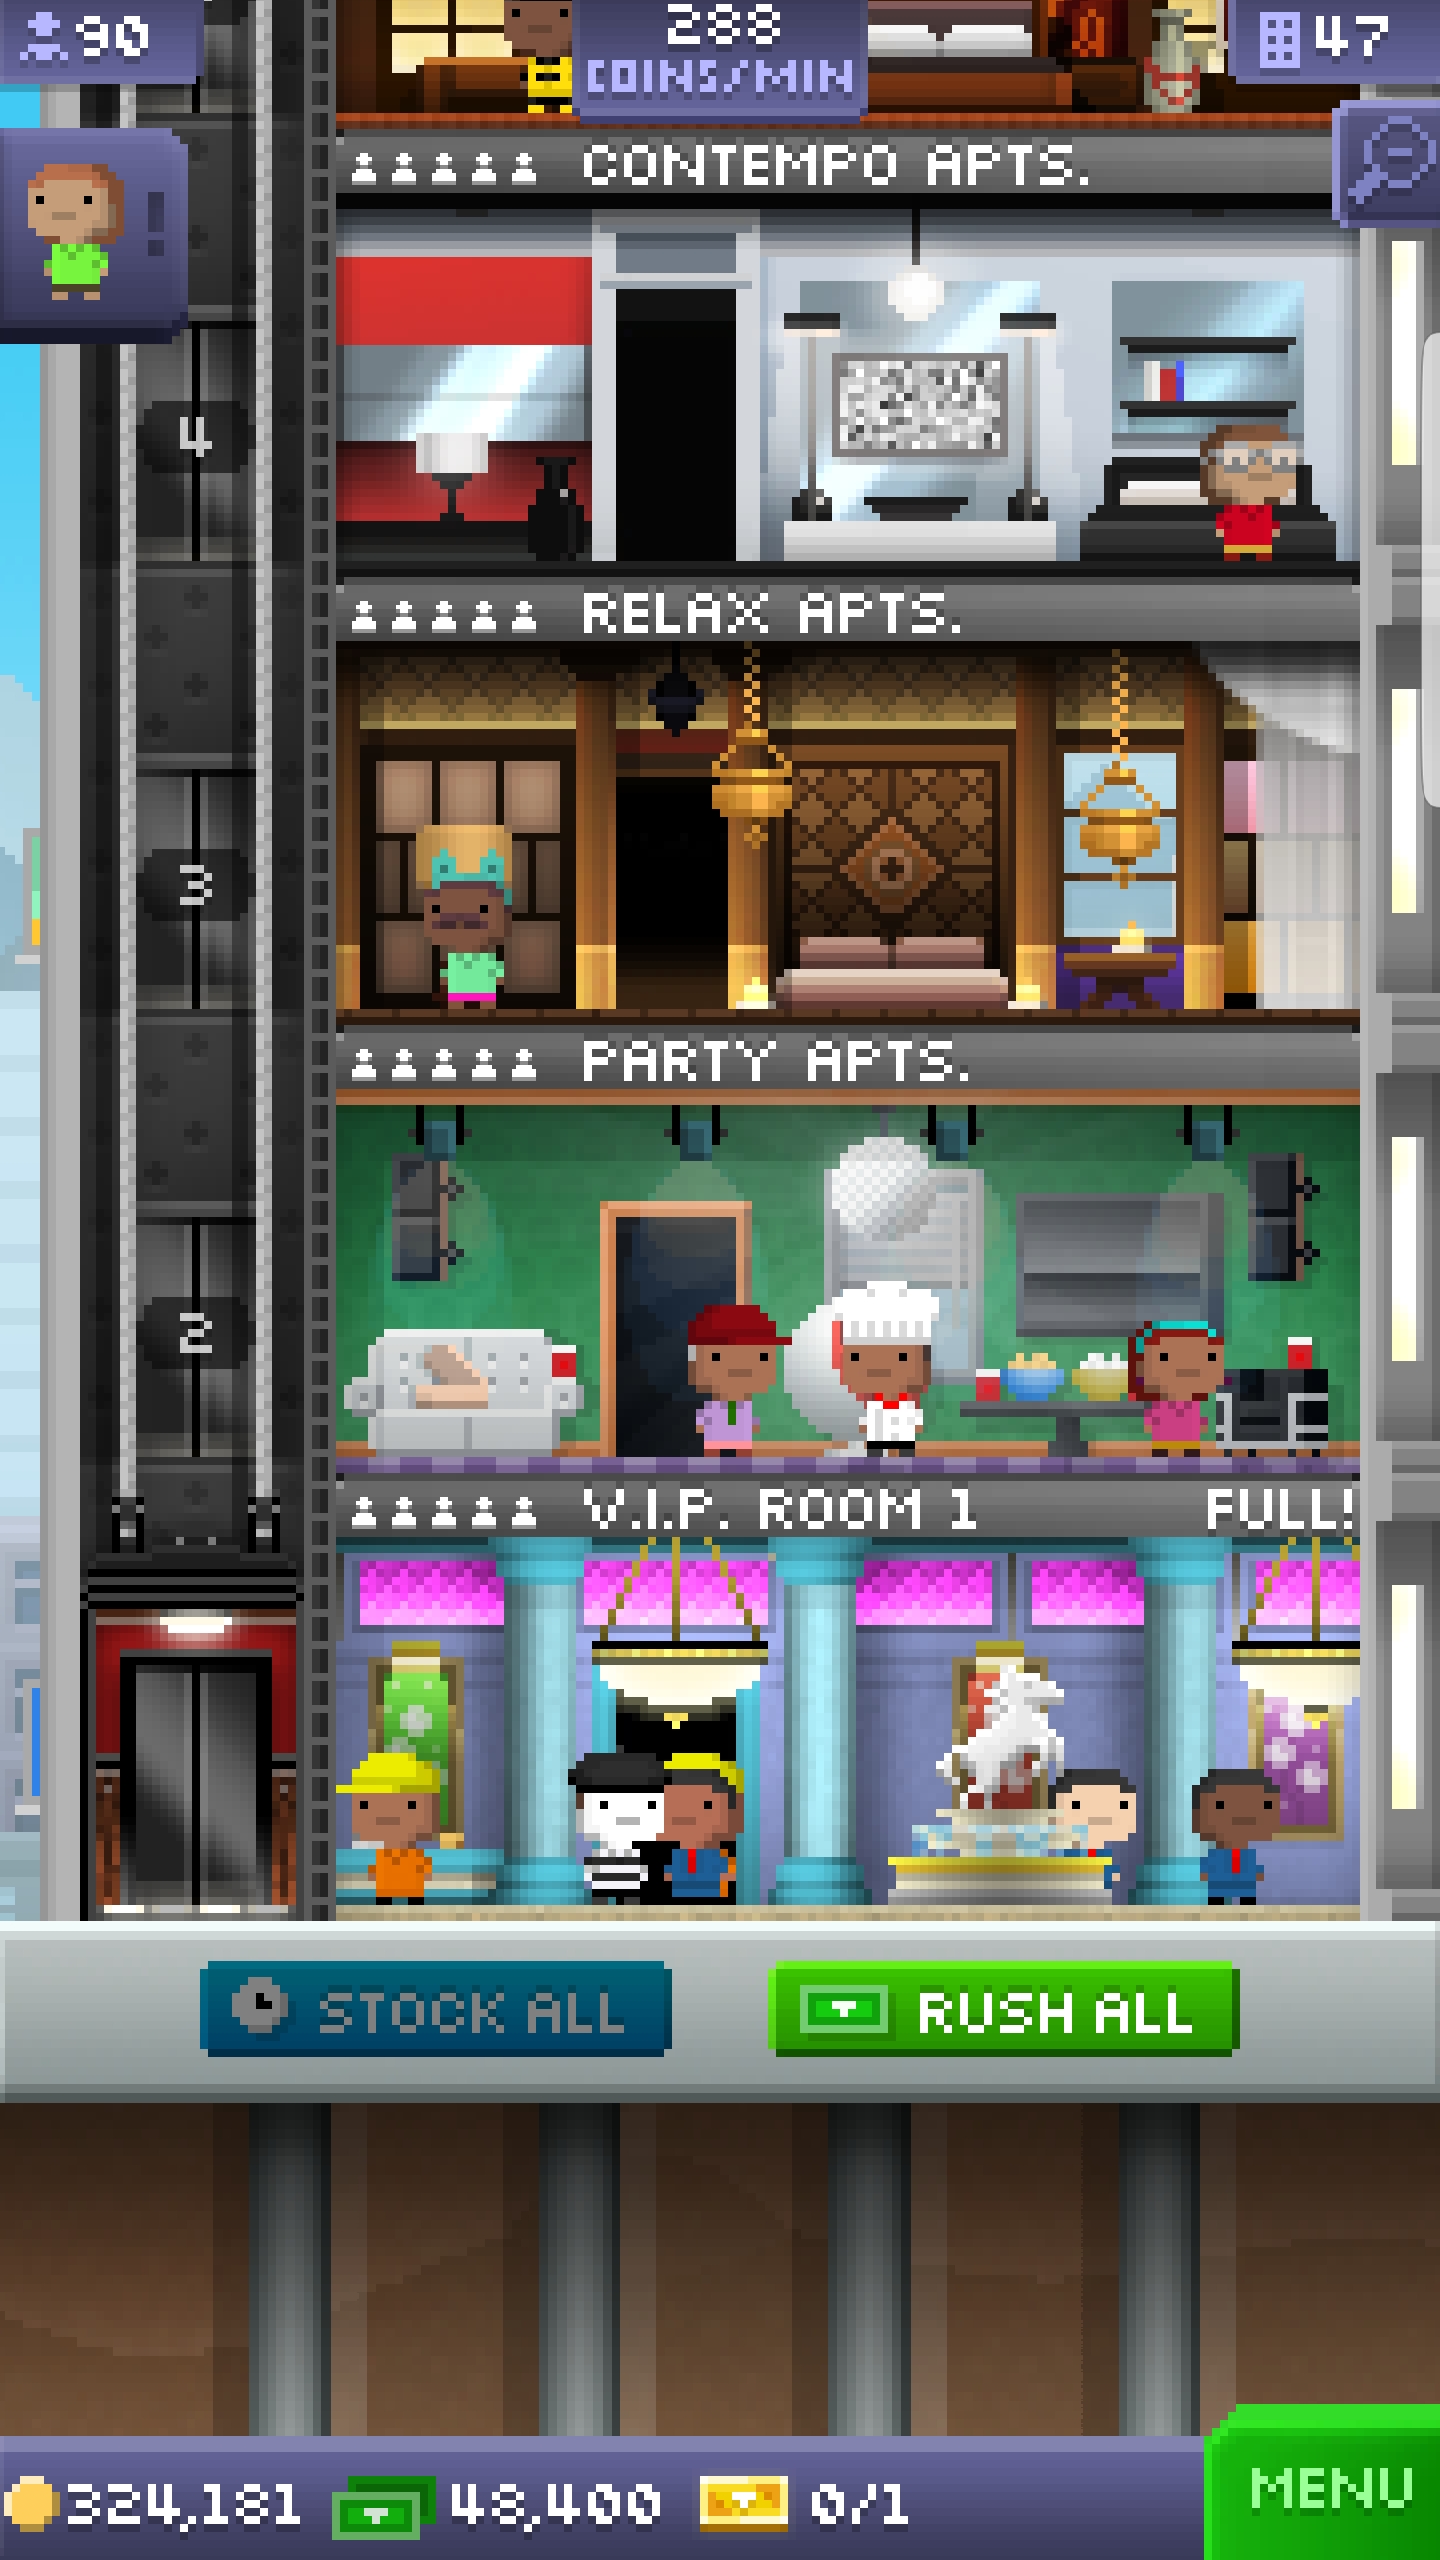 90
288
COINS/MIN
47
!
CONTEMPO APTS.
4
RELAX APTS.
3
PARTY APTS.
2
V.I.P. ROOM 1 FULL!
STOCK ALL
RUSH ALL
324,181
48,400
0/1
MENU